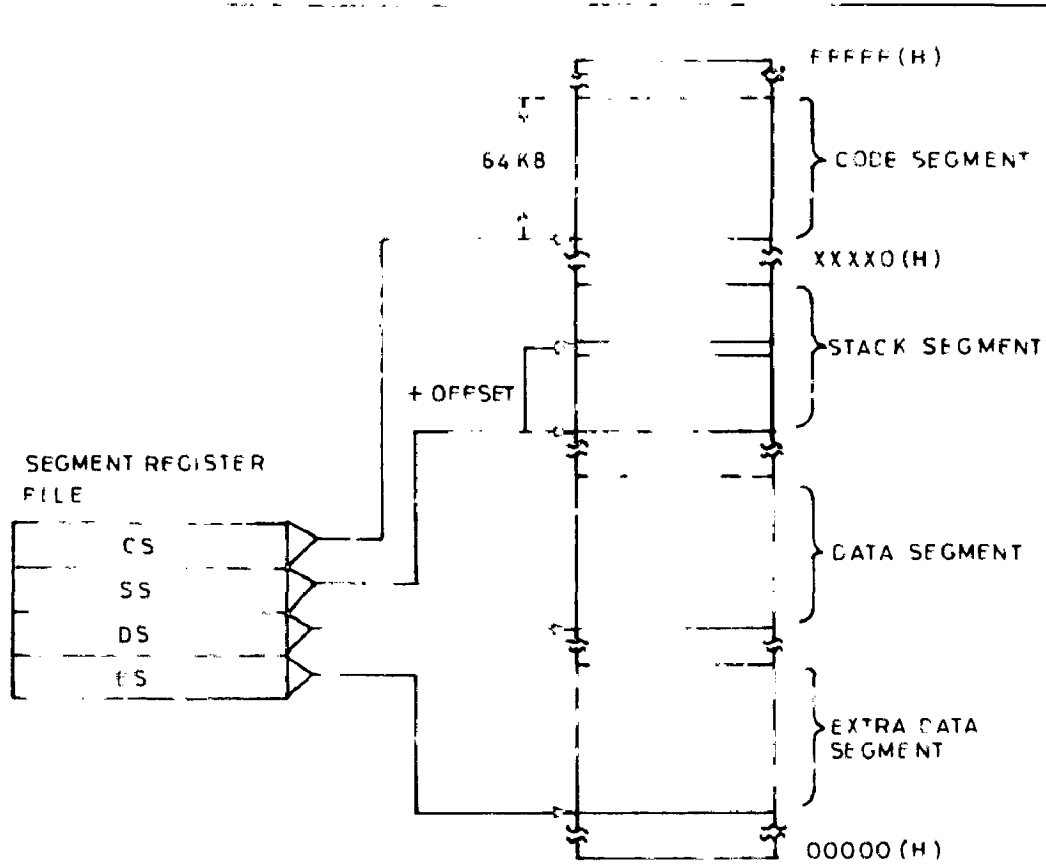 FFFFF(H)
64 KB
CODE SEGMENT
XXXX0(H)
STACK SEGMENT
+ OFFSET
SEGMENT REGISTER
FILE
CS
SS
DS
ES
DATA SEGMENT
EXTRA DATA
SEGMENT
00000(H)